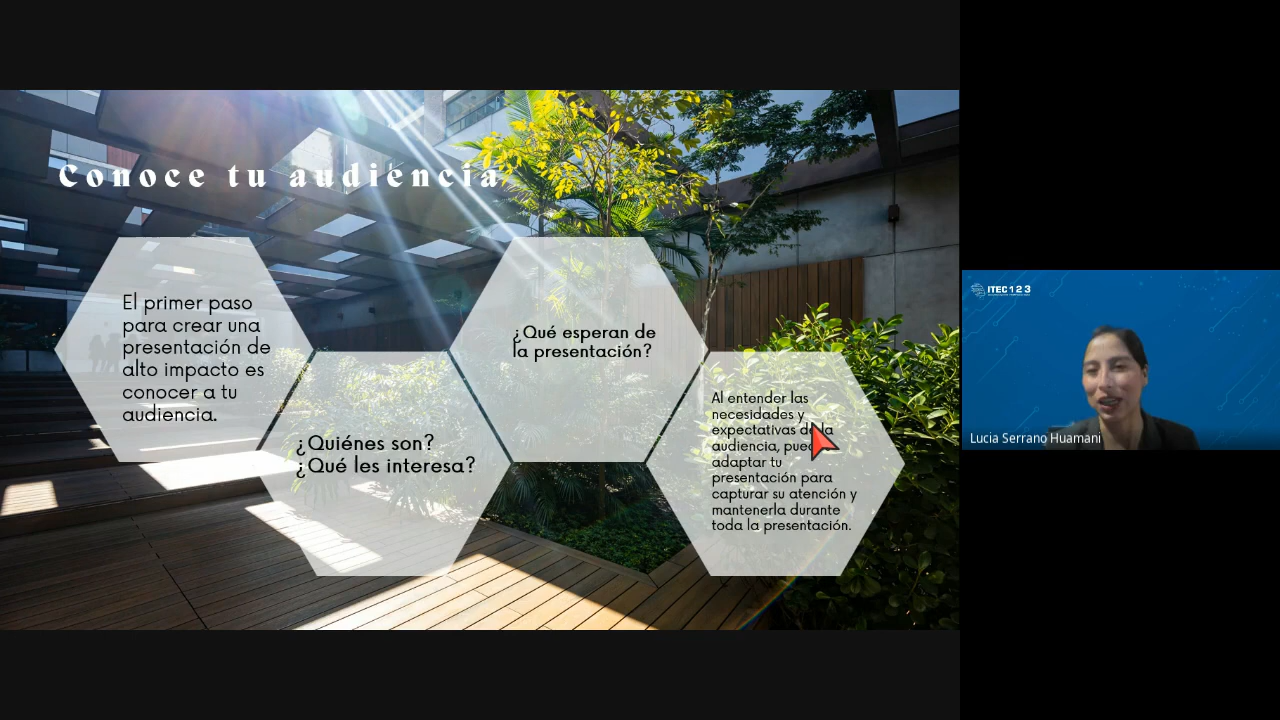 Conoce tu audiencia
El primer paso
para crear una
presentación de
alto impacto es
conocer a tu
audiencia.
¿Quiénes son?
¿Qué les interesa?
¿Qué esperan de
la presentación?
Al entender las
necesidades y
expectativas de la
audiencia,
adaptar tu
presentación para
capturar su atención y
mantenerla durante
toda la presentación.
ITEC 1 2 3
Lucia Serrano Huamani